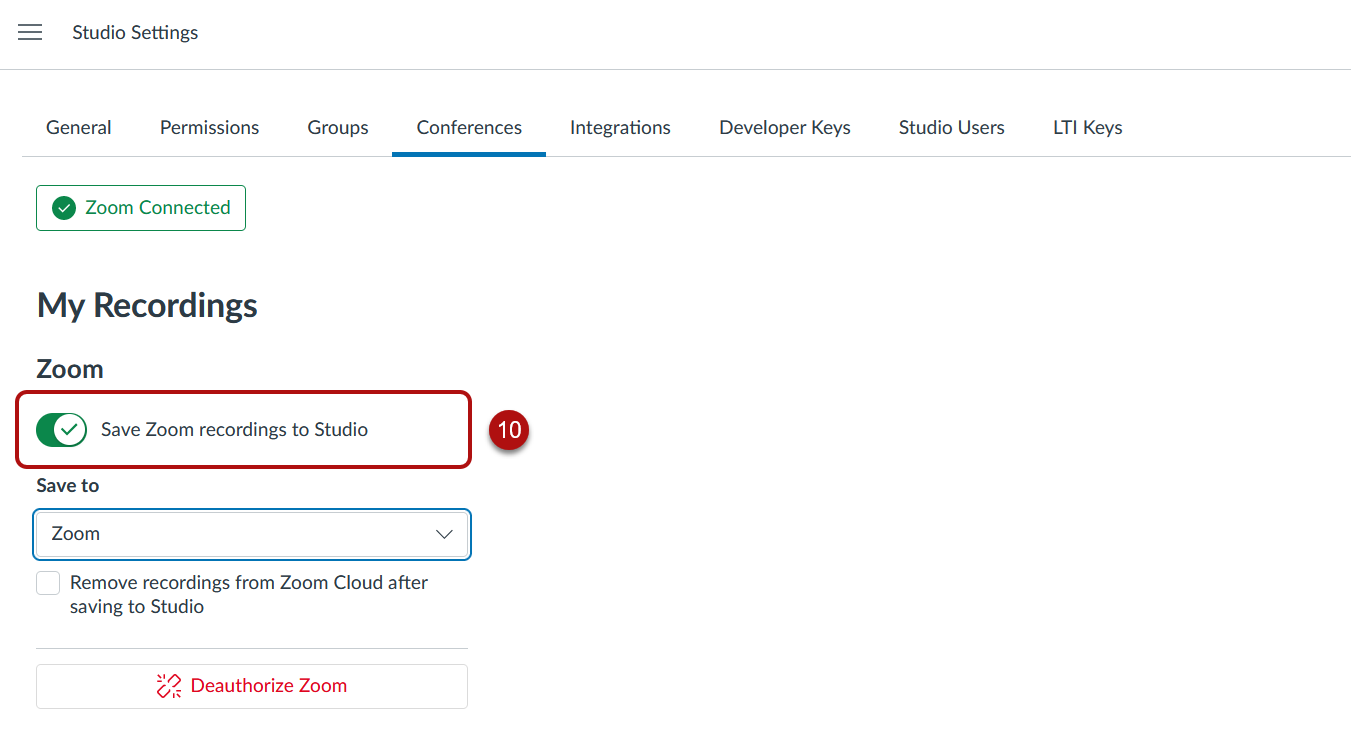 Studio Settings
General Permissions Groups Conferences Integrations Developer Keys Studio Users LTI Keys
Zoom Connected
My Recordings
Zoom
Save Zoom recordings to Studio
10
Save to
Zoom
Remove recordings from Zoom Cloud after
saving to Studio
Deauthorize Zoom